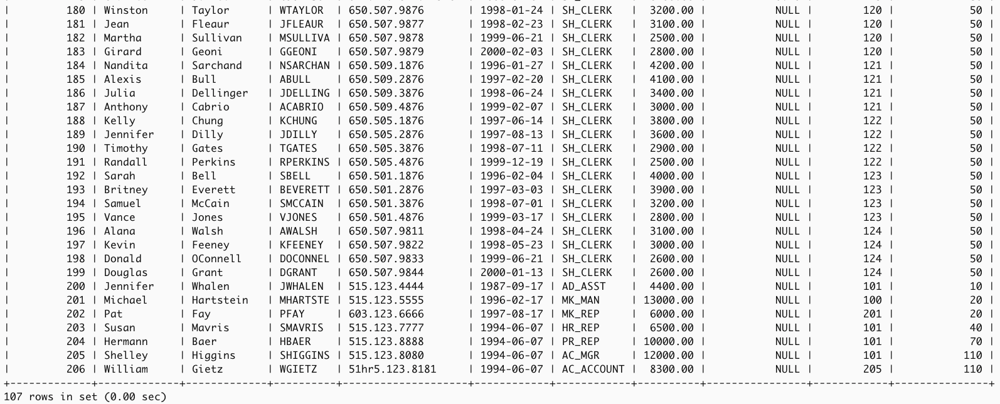 | 180 | Winston | Taylor | WTAYLOR | 650.507.9876 | 1998-01-24 | SH_CLERK | 3200.00 | NULL | 120 | 50 |
| 181 | Jean | Fleaur | JFLEAUR | 650.507.9877 | 1998-02-23 | SH_CLERK | 3100.00 | NULL | 120 | 50 |
| 182 | Martha | Sullivan | MSULLIVA | 650.507.9878 | 1999-06-21 | SH_CLERK | 2500.00 | NULL | 120 | 50 |
| 183 | Girard | Geoni | GGEONI | 650.507.9879 | 2000-02-03 | SH_CLERK | 2800.00 | NULL | 120 | 50 |
| 184 | Nandita | Sarchand | NSARCHAN | 650.509.1876 | 1996-01-27 | SH_CLERK | 4200.00 | NULL | 121 | 50 |
| 185 | Alexis | Bull | ABULL | 650.509.2876 | 1997-02-20 | SH_CLERK | 4100.00 | NULL | 121 | 50 |
| 186 | Julia | Dellinger | JDELLING | 650.509.3876 | 1998-06-24 | SH_CLERK | 3400.00 | NULL | 121 | 50 |
| 187 | Anthony | Cabrio | ACABRIO | 650.509.4876 | 1999-02-07 | SH_CLERK | 3000.00 | NULL | 121 | 50 |
| 188 | Kelly | Chung | KCHUNG | 650.505.1876 | 1997-06-14 | SH_CLERK | 3800.00 | NULL | 122 | 50 |
| 189 | Jennifer | Dilly | JDILLY | 650.505.2876 | 1997-08-13 | SH_CLERK | 3600.00 | NULL | 122 | 50 |
| 190 | Timothy | Gates | TGATES | 650.505.3876 | 1998-07-11 | SH_CLERK | 2900.00 | NULL | 122 | 50 |
| 191 | Randall | Perkins | RPERKINS | 650.505.4876 | 1999-12-19 | SH_CLERK | 2500.00 | NULL | 122 | 50 |
| 192 | Sarah | Bell | SBELL | 650.501.1876 | 1996-02-04 | SH_CLERK | 4000.00 | NULL | 123 | 50 |
| 193 | Britney | Everett | BEVERETT | 650.501.2876 | 1997-03-03 | SH_CLERK | 3900.00 | NULL | 123 | 50 |
| 194 | Samuel | McCain | SMCCAIN | 650.501.3876 | 1998-07-01 | SH_CLERK | 3200.00 | NULL | 123 | 50 |
| 195 | Vance | Jones | VJONES | 650.501.4876 | 1999-03-17 | SH_CLERK | 2800.00 | NULL | 123 | 50 |
| 196 | Alana | Walsh | AWALSH | 650.507.9811 | 1998-04-24 | SH_CLERK | 3100.00 | NULL | 124 | 50 |
| 197 | Kevin | Feeney | KFEENEY | 650.507.9822 | 1998-05-23 | SH_CLERK | 3000.00 | NULL | 124 | 50 |
| 198 | Donald | OConnell | DOCONNEL | 650.507.9833 | 1999-06-21 | SH_CLERK | 2600.00 | NULL | 124 | 50 |
| 199 | Douglas | Grant | DGRANT | 650.507.9844 | 2000-01-13 | SH_CLERK | 2600.00 | NULL | 124 | 50 |
| 200 | Jennifer | Whalen | JWHALEN | 515.123.4444 | 1987-09-17 | AD_ASST | 4400.00 | NULL | 101 | 10 |
| 201 | Michael | Hartstein | MHARTSTE | 515.123.5555 | 1996-02-17 | MK_MAN | 13000.00 | NULL | 100 | 20 |
| 202 | Pat | Fay | PFAY | 603.123.6666 | 1997-08-17 | MK_REP | 6000.00 | NULL | 201 | 20 |
| 203 | Susan | Mavris | SMAVRIS | 515.123.7777 | 1994-06-07 | HR_REP | 6500.00 | NULL | 101 | 40 |
| 204 | Hermann | Baer | HBAER | 515.123.8888 | 1994-06-07 | PR_REP | 10000.00 | NULL | 101 | 70 |
| 205 | Shelley | Higgins | SHIGGINS | 515.123.8080 | 1994-06-07 | AC_MGR | 12000.00 | NULL | 101 | 110 |
| 206 | William | Gietz | WGIETZ | 51hr5.123.8181 | 1994-06-07 | AC_ACCOUNT | 8300.00 | NULL | 205 | 110 |
107 rows in set (0.00 sec)